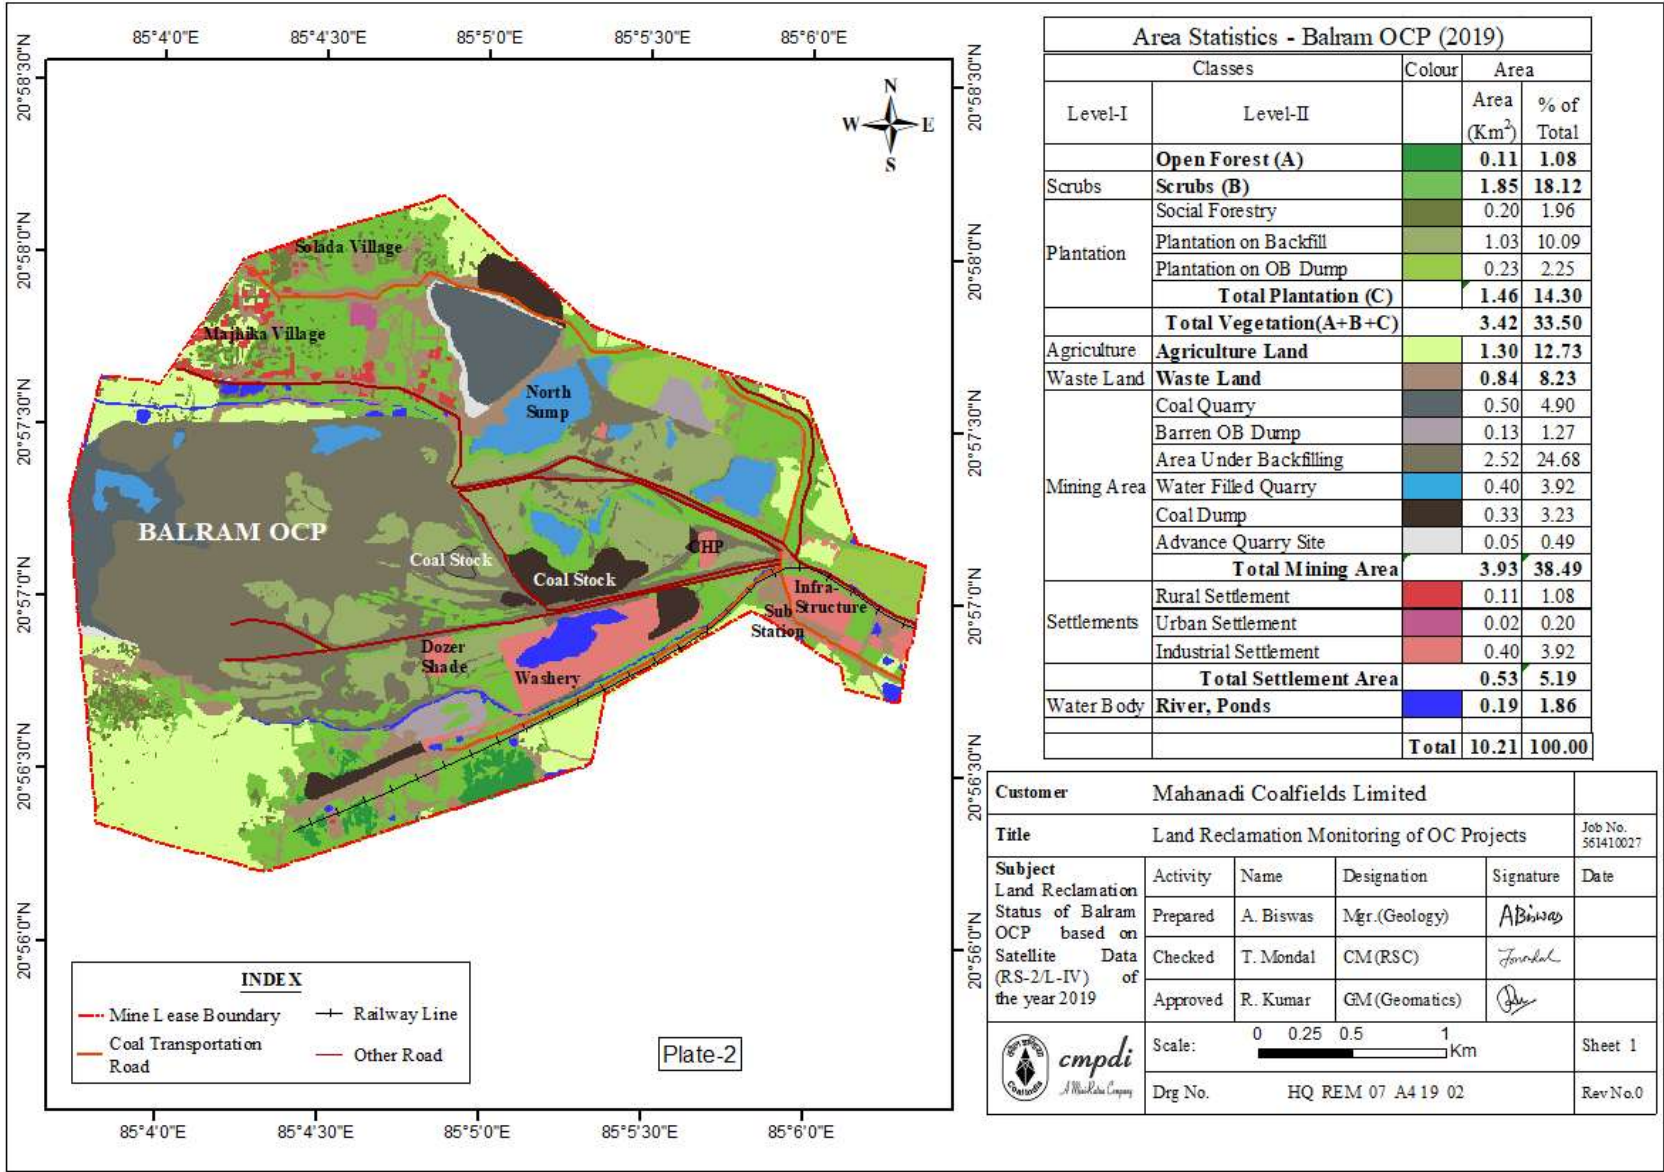 85°4'0"E 85°4'30"E 85°5'0"E 85°5'30"E 85°6'0"E
20°58'30"N
20°58'0"N
20°57'30"N
20°57'0"N
20°56'30"N
20°56'0"N
20°58'30"N
20°58'0"N
20°57'30"N
20°57'0"N
20°56'30"N
20°56'0"N
N
W E
S
Solada Village
Majhika Village
North
Sump
BALRAM OCP
Coal Stock
Coal Stock
CHP
Infra-
Structure
Sub
Station
Dozer
Shade
Washery
INDEX
Mine Lease Boundary
Railway Line
Coal Transportation
Road
Other Road
Plate-2
85°4'0"E 85°4'30"E 85°5'0"E 85°5'30"E 85°6'0"E
Area Statistics - Balram OCP (2019)
Classes Colour Area
Level-I Level-II Area (Km²) % of Total
Open Forest (A) 0.11 1.08
Scrubs Scrubs (B) 1.85 18.12
Plantation
Social Forestry 0.20 1.96
Plantation on Backfill 1.03 10.09
Plantation on OB Dump 0.23 2.25
Total Plantation (C) 1.46 14.30
Total Vegetation(A+B+C) 3.42 33.50
Agriculture Agriculture Land 1.30 12.73
Waste Land Waste Land 0.84 8.23
Mining Area
Coal Quarry 0.50 4.90
Barren OB Dump 0.13 1.27
Area Under Backfilling 2.52 24.68
Water Filled Quarry 0.40 3.92
Coal Dump 0.33 3.23
Advance Quarry Site 0.05 0.49
Total Mining Area 3.93 38.49
Settlements
Rural Settlement 0.11 1.08
Urban Settlement 0.02 0.20
Industrial Settlement 0.40 3.92
Total Settlement Area 0.53 5.19
Water Body River, Ponds 0.19 1.86
Total 10.21 100.00
Customer Mahanadi Coalfields Limited
Title Land Reclamation Monitoring of OC Projects
Job No.
561410027
Subject
Land Reclamation
Status of Balram
OCP based on
Satellite Data
(RS-2/L-IV) of
the year 2019
Activity Name Designation Signature Date
Prepared A. Biswas Mgr.(Geology) ABiswas
Checked T. Mondal CM(RSC)
Approved R. Kumar GM(Geomatics)
CoalIndia
cmpdi
A MiniRatna Company
Scale: 0 0.25 0.5 1 Km
Sheet 1
Drg No. HQ REM 07 A4 19 02
Rev No.0